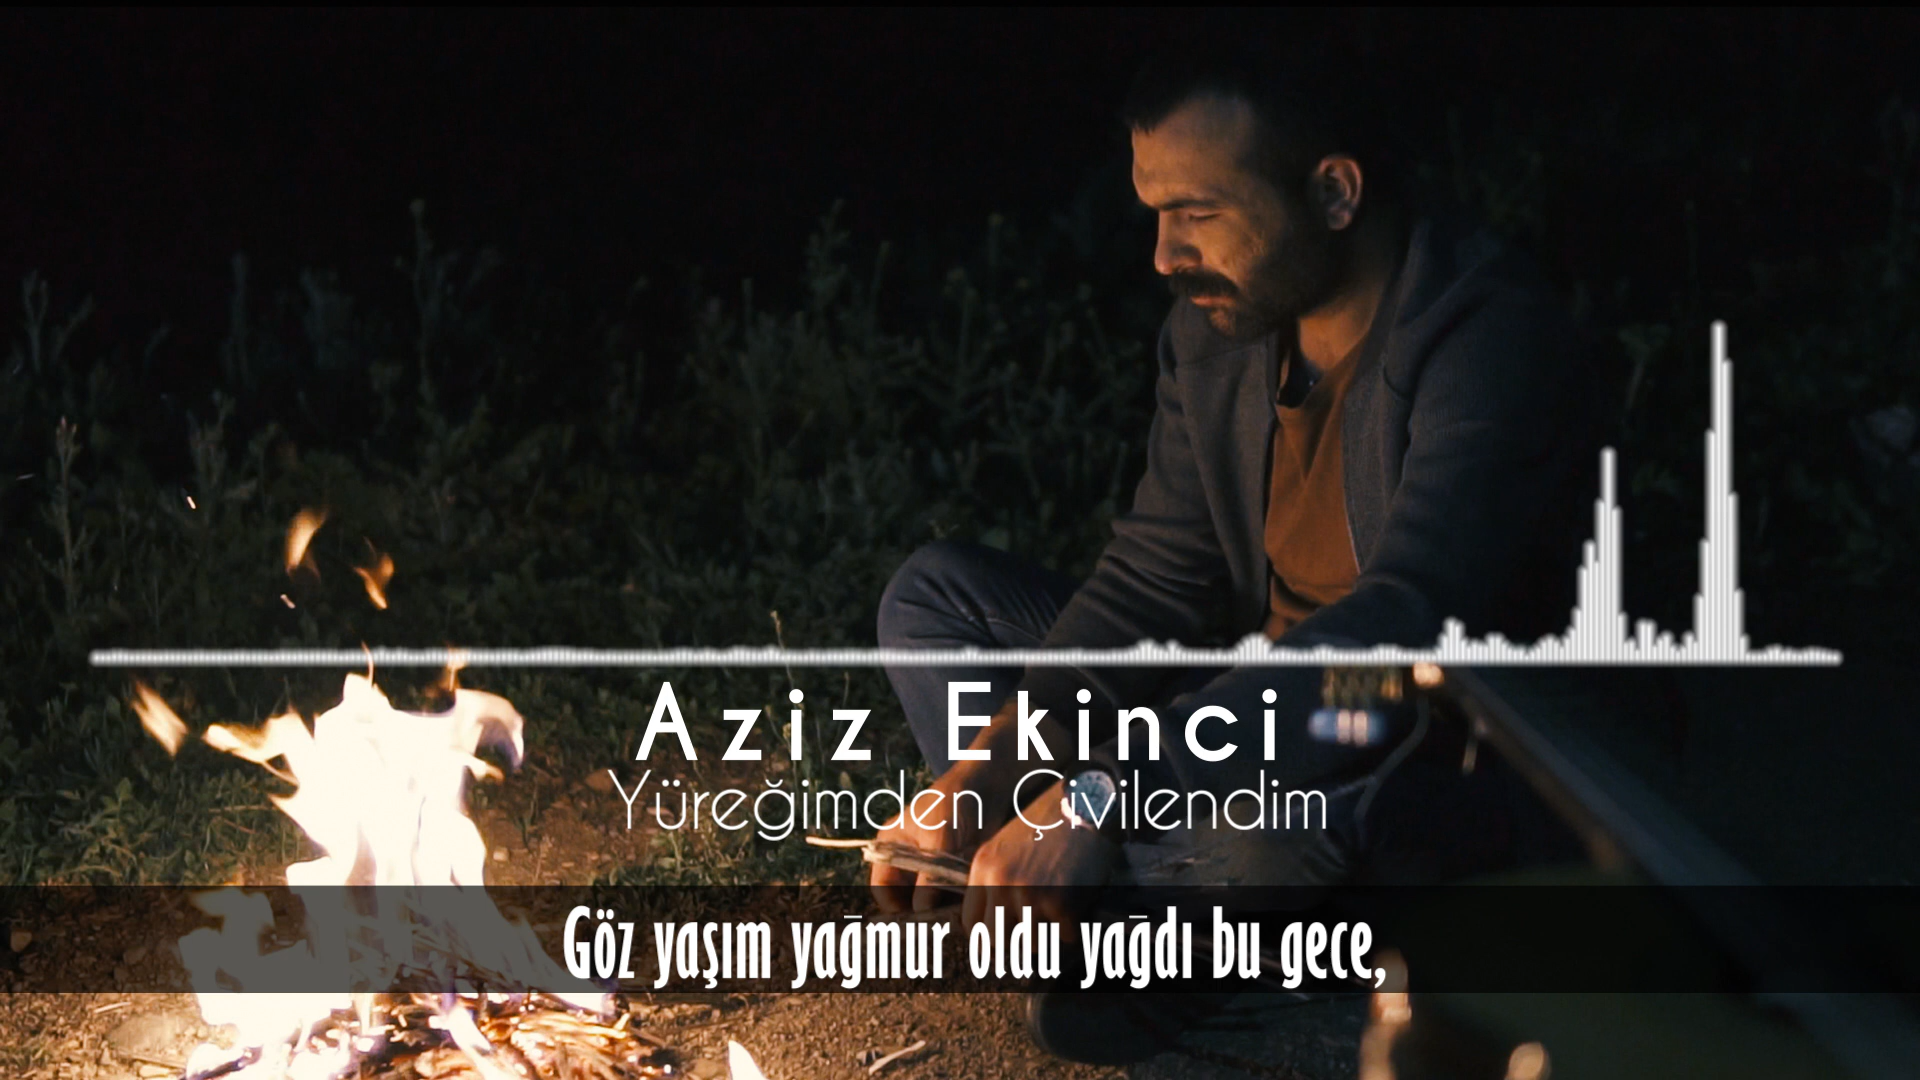 Aziz Ekinci
Yüreğimden Çivilendim
Göz yaşım yağmur oldu yağdı bu gece,